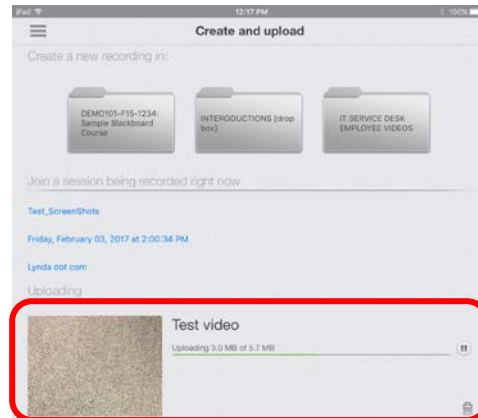 iPad
12:17 PM
100%
Create and upload
Create a new recording in:
DEMO101-F15-1234:
Sample Blackboard
Course
INTERODUCTIONS [drop
box]
IT SERVICE DESK
EMPLOYEE VIDEOS
Join a session being recorded right now
Test_ScreenShots
Friday, February 03, 2017 at 2:00:34 PM
Lynda dot com
Uploading
Test video
Uploading 3.0 MB of 5.7 MB